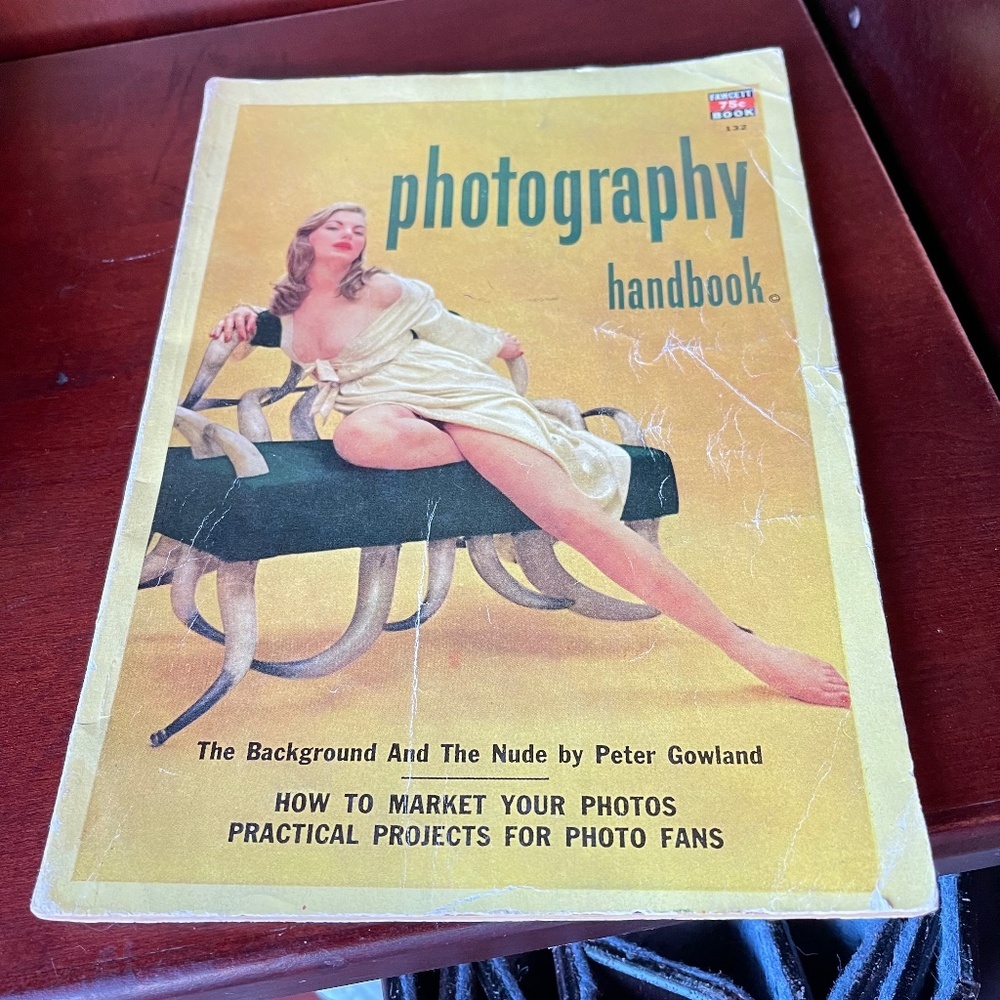 FAWCETT
75¢
BOOK
132
photography
handbook©
The Background And The Nude by Peter Gowland
HOW TO MARKET YOUR PHOTOS
PRACTICAL PROJECTS FOR PHOTO FANS